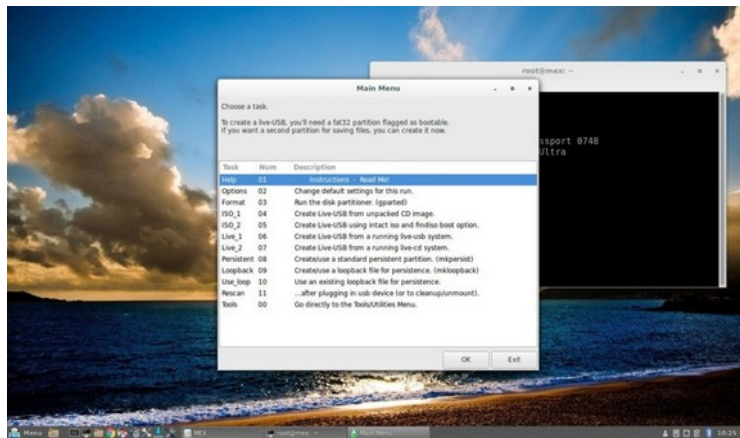 root@mex: ~
Main Menu
Choose a task.
To create a live-USB, you'll need a fat32 partition flagged as bootable.
If you want a second partition for saving files, you can create it now.
ssport 0748
Ultra
Task Num Description
Help 01 Instructions -- Read Me!
Options 02 Change default settings for this run.
Format 03 Run the disk partitioner. (gparted)
ISO_1 04 Create Live-USB from unpacked CD image.
ISO_2 05 Create Live-USB using intact iso and findiso boot option.
Live_1 06 Create Live-USB from a running live-usb system.
Live_2 07 Create Live-USB from a running live-cd system.
Persistent 08 Create/use a standard persistent partition. (mkpersist)
Loopback 09 Create/use a loopback file for persistence. (mkloopback)
Use_loop 10 Use an existing loopback file for persistence.
Rescan 11 ...after plugging in usb device (or to cleanup/unmount).
Tools 00 Go directly to the Tools/Utilities Menu.
OK Exit
Menu MEX root@mex: ~ Main Menu 10:25